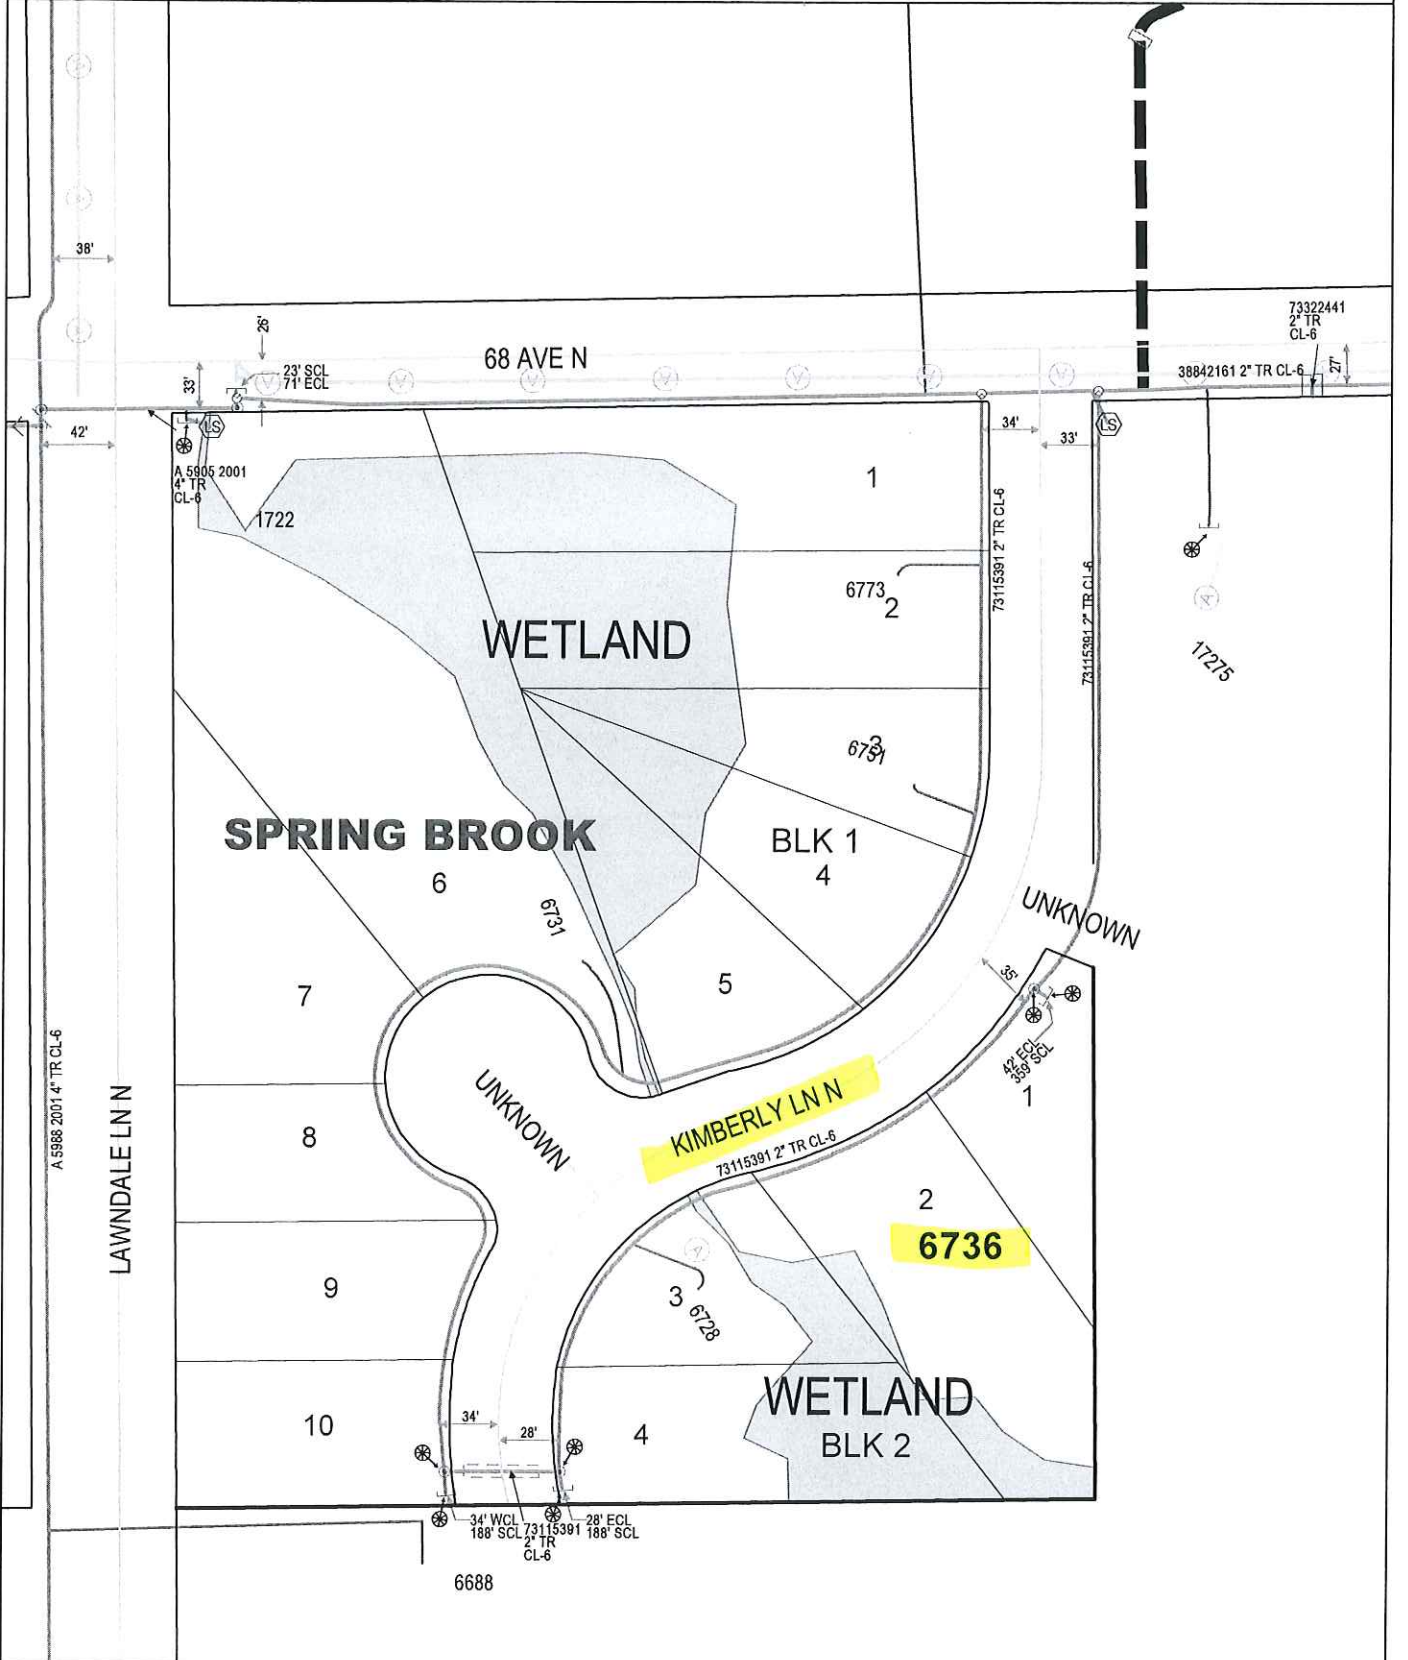 38'
73322441
2" TR
CL-6
26'
68 AVE N
23' SCL
71' ECL
33'
38842161 2" TR CL-6
27'
42'
LS
34'
33'
LS
A 5905 2001
4" TR
CL-6
1
1722
73115391 2" TR CL-6
73115391 2" TR CL-6
6773
2
WETLAND
17275
3
6751
SPRING BROOK
BLK 1
4
6
6731
UNKNOWN
5
7
35'
42' ECL
359' SCL
1
A 5988 2001 4" TR CL-6
LAWNDALE LN N
UNKNOWN
KIMBERLY LN N
73115391 2" TR CL-6
8
2
6736
9
3
6728
WETLAND
BLK 2
10
34'
28'
4
34' WCL
188' SCL
73115391
2" TR
CL-6
28' ECL
188' SCL
6688